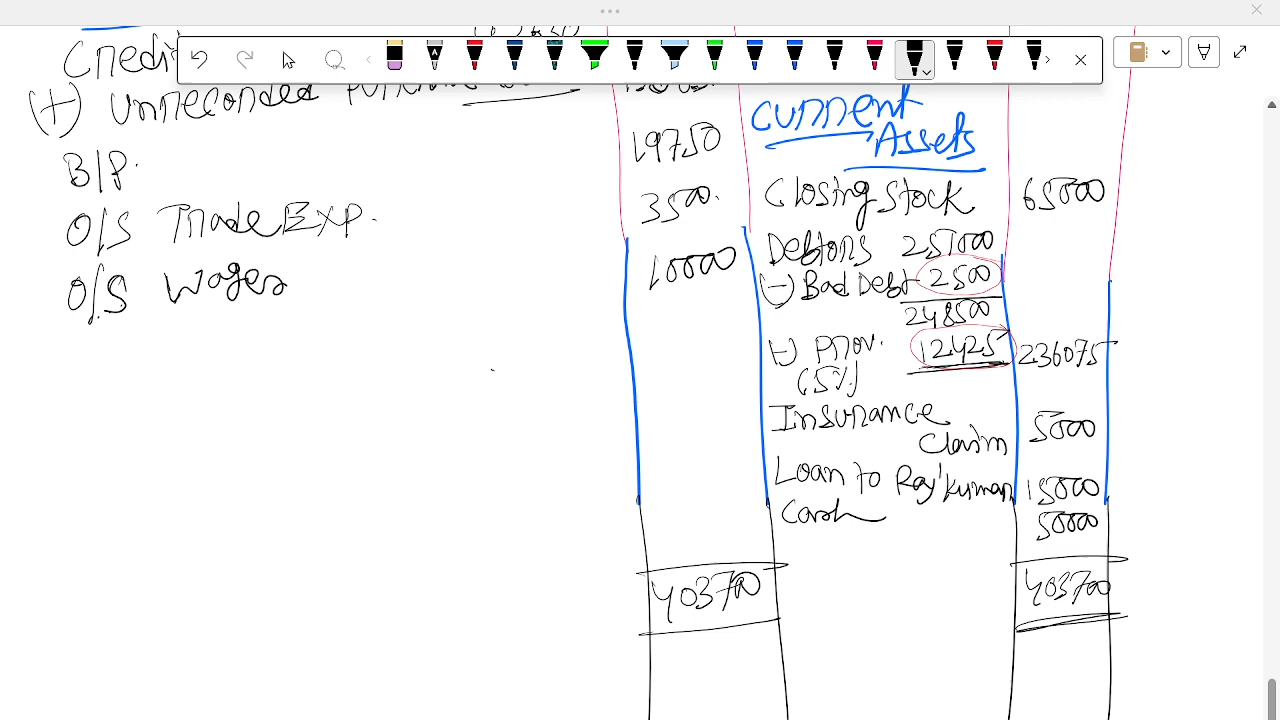 Credit
(+) Unrecorded
B/P.
19750
O/S Trade Exp. 3500.
O/S Wages 10000
403700
Current
Assets
Closing Stock 65000
Debtors 251000
(-) Bad Debt 2500
248500
(-) Prov. 12425 236075
(5%)
Insurance
Claim 5000
Loan to Rajkumar 15000
Cash 5000
403700